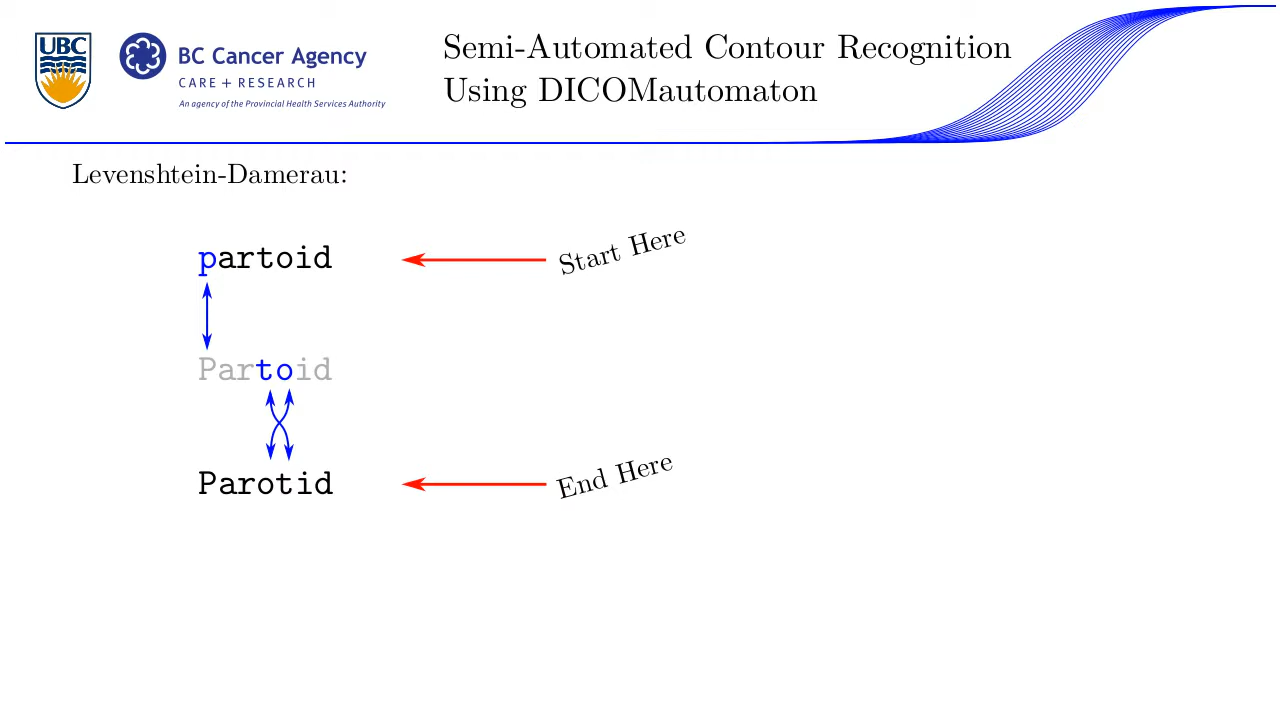 UBC
BC Cancer Agency
CARE + RESEARCH
An agency of the Provincial Health Services Authority
Semi-Automated Contour Recognition
Using DICOMautomaton
Levenshtein-Damerau:
partoid
Start Here
Partoid
Parotid
End Here